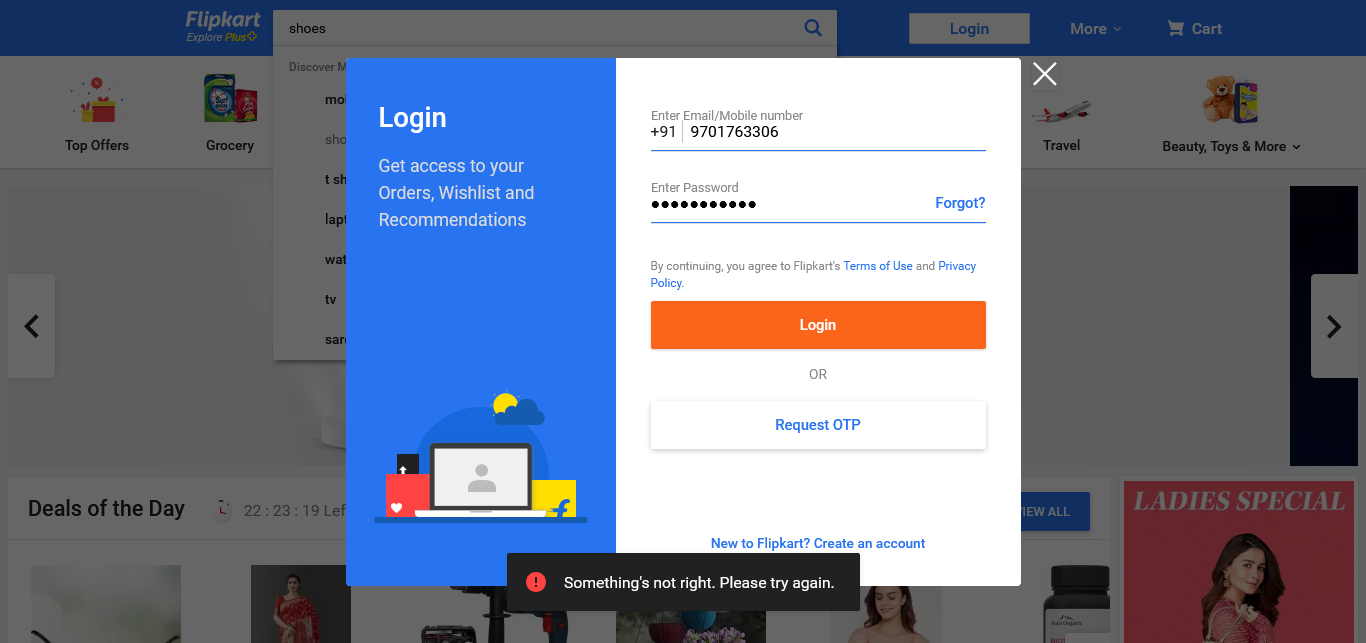 Flipkart
Explore Plus
shoes
Login
More
Cart
Discover M
Top Offers
Grocery
Travel
Beauty, Toys & More
mo
sho
t sh
lapt
wat
tv
sare
Login
Get access to your
Orders, Wishlist and
Recommendations
Enter Email/Mobile number
+91 9701763306
Enter Password
Forgot?
By continuing, you agree to Flipkart's Terms of Use and Privacy
Policy.
Login
OR
Request OTP
New to Flipkart? Create an account
Something's not right. Please try again.
Deals of the Day
22 : 23 : 19 Lef
IEW ALL
LADIES SPECIAL